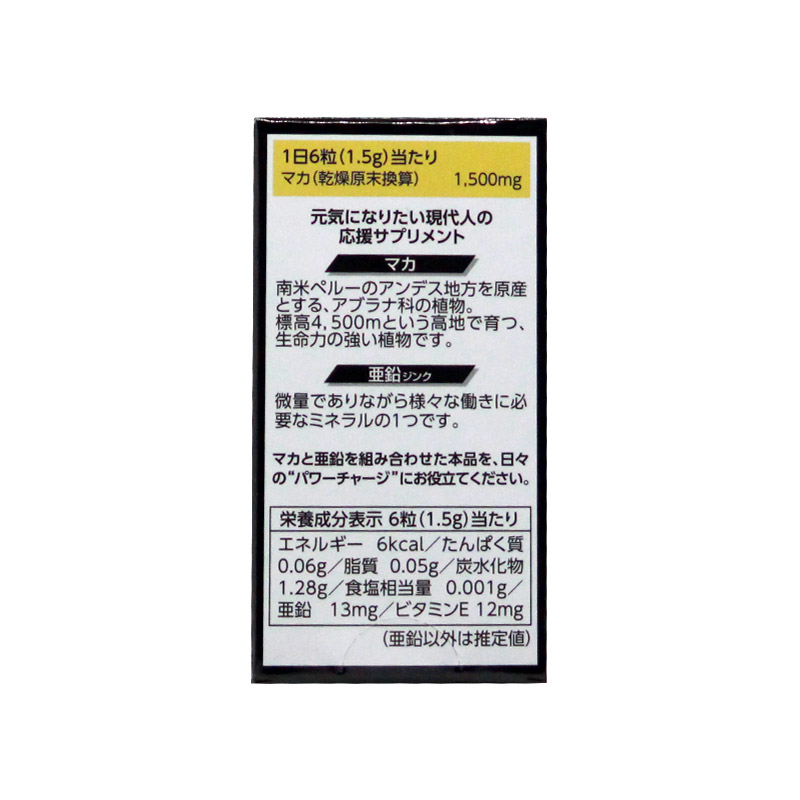 1日6粒(1.5g)当たり
マカ(乾燥原末換算) 1,500mg
元気になりたい現代人の
応援サプリメント
マカ
南米ペルーのアンデス地方を原産
とする、アブラナ科の植物。
標高4,500mという高地で育つ、
生命力の強い植物です。
亜鉛ジンク
微量でありながら様々な働きに必
要なミネラルの1つです。
マカと亜鉛を組み合わせた本品を、日々
の“パワーチャージ”にお役立てください。
栄養成分表示 6粒(1.5g)当たり
エネルギー 6kcal/たんぱく質
0.06g/脂質 0.05g/炭水化物
1.28g/食塩相当量 0.001g/
亜鉛 13mg/ビタミンE 12mg
(亜鉛以外は推定値)